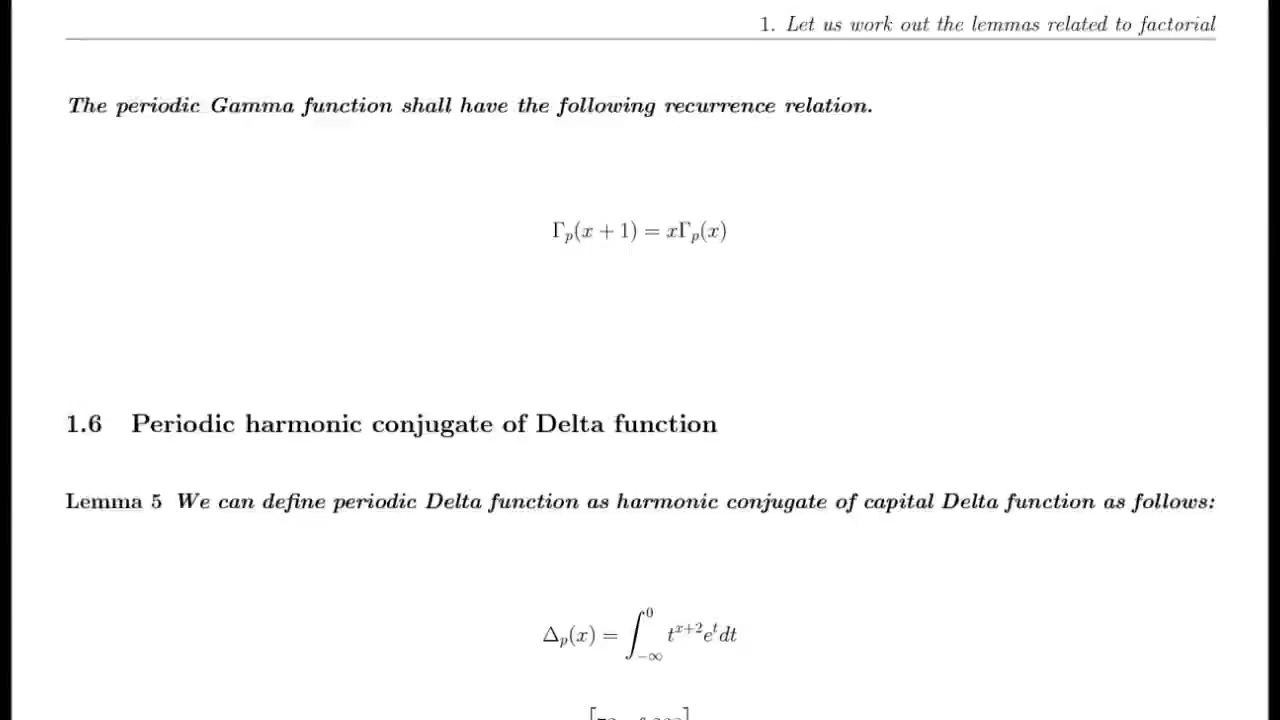 1. Let us work out the lemmas related to factorial
The periodic Gamma function shall have the following recurrence relation.
Γₚ(x + 1) = xΓₚ(x)
1.6 Periodic harmonic conjugate of Delta function
Lemma 5 We can define periodic Delta function as harmonic conjugate of capital Delta function as follows:
Δₚ(x) = ∫_{-∞}^{0} t^{x+2}e^{t}dt